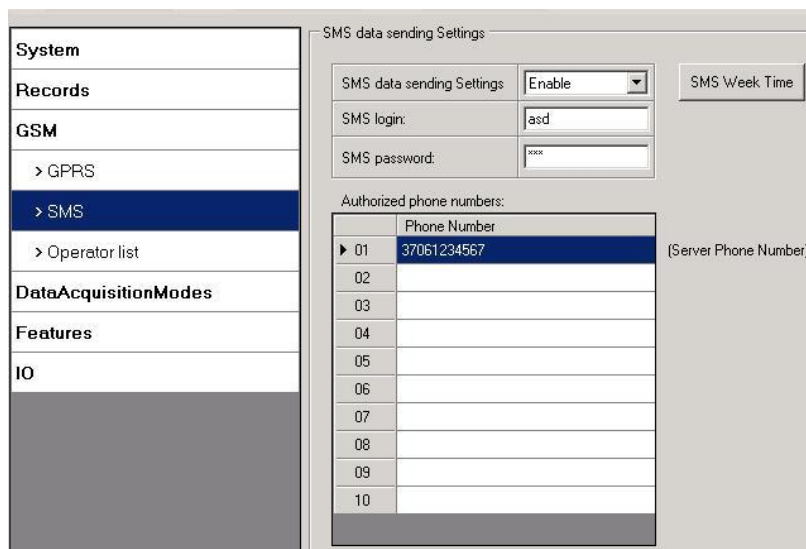 System
Records
GSM
> GPRS
> SMS
> Operator list
DataAcquisitionModes
Features
IO
SMS data sending Settings
SMS data sending Settings Enable SMS Week Time
SMS login: asd
SMS password: ×××
Authorized phone numbers:
Phone Number
01 37061234567 (Server Phone Number)
02
03
04
05
06
07
08
09
10